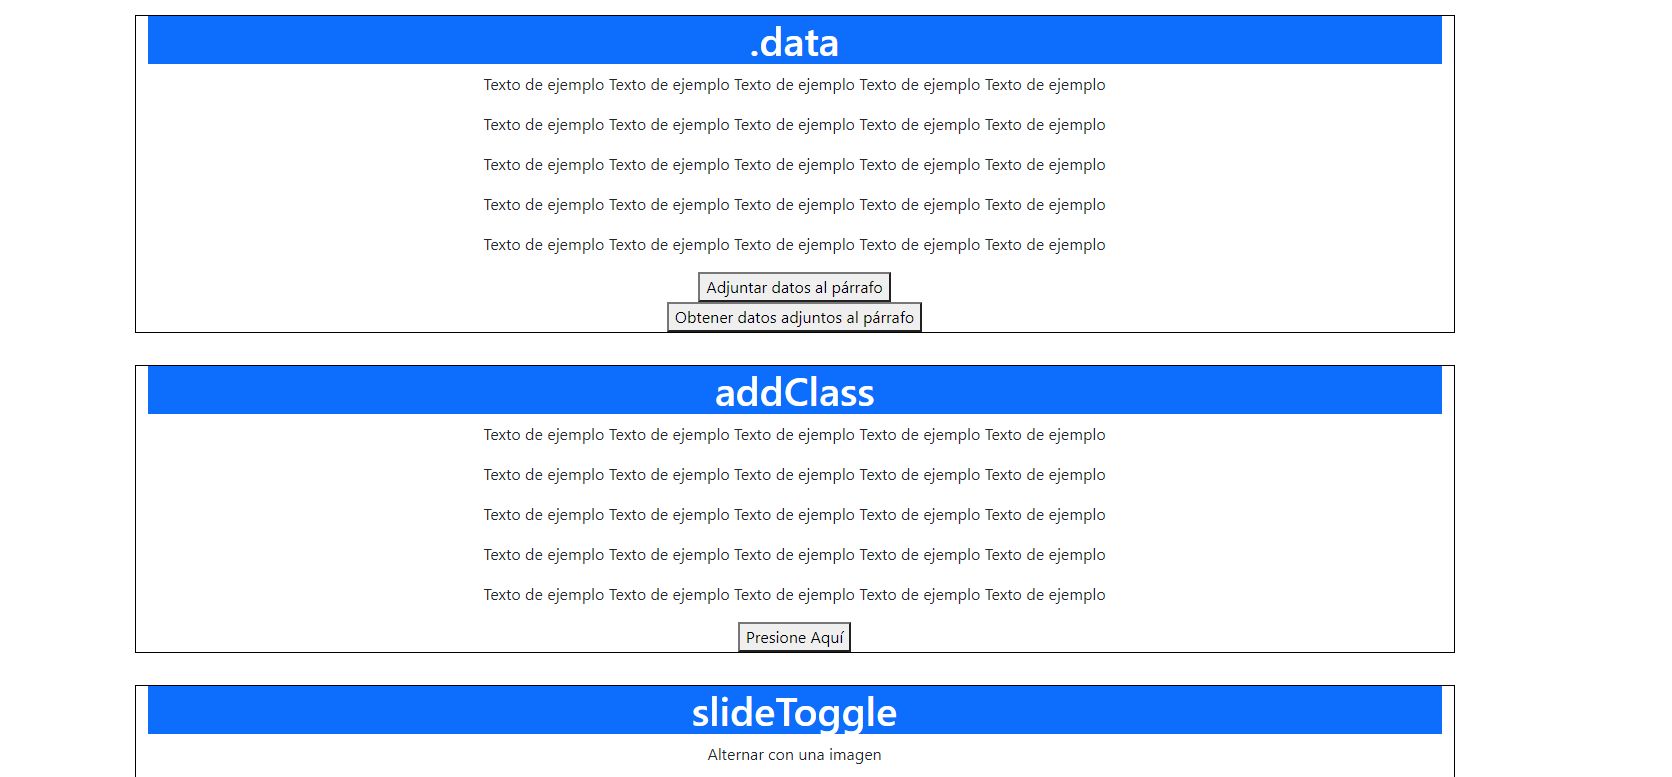 .data
Texto de ejemplo Texto de ejemplo Texto de ejemplo Texto de ejemplo Texto de ejemplo
Texto de ejemplo Texto de ejemplo Texto de ejemplo Texto de ejemplo Texto de ejemplo
Texto de ejemplo Texto de ejemplo Texto de ejemplo Texto de ejemplo Texto de ejemplo
Texto de ejemplo Texto de ejemplo Texto de ejemplo Texto de ejemplo Texto de ejemplo
Texto de ejemplo Texto de ejemplo Texto de ejemplo Texto de ejemplo Texto de ejemplo
Adjuntar datos al párrafo
Obtener datos adjuntos al párrafo
addClass
Texto de ejemplo Texto de ejemplo Texto de ejemplo Texto de ejemplo Texto de ejemplo
Texto de ejemplo Texto de ejemplo Texto de ejemplo Texto de ejemplo Texto de ejemplo
Texto de ejemplo Texto de ejemplo Texto de ejemplo Texto de ejemplo Texto de ejemplo
Texto de ejemplo Texto de ejemplo Texto de ejemplo Texto de ejemplo Texto de ejemplo
Texto de ejemplo Texto de ejemplo Texto de ejemplo Texto de ejemplo Texto de ejemplo
Presione Aquí
slideToggle
Alternar con una imagen